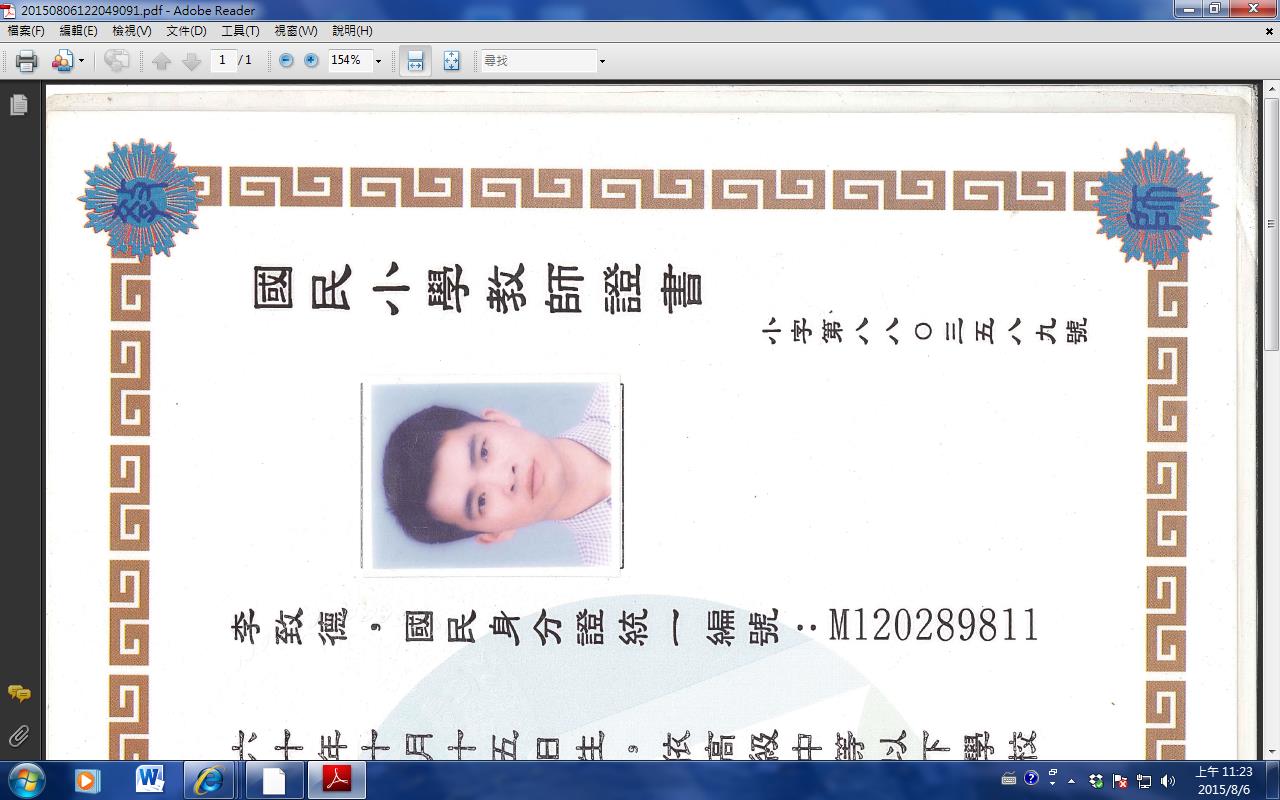 20150806122049091.pdf - Adobe Reader
檔案(F) 編輯(E) 檢視(V) 文件(D) 工具(T) 視窗(W) 說明(H)
1 / 1 154% 尋找
國民小學教師證書
小字第八八〇三五八九號
李致德，國民身分證統一編號：M120289811
六十年十月十五日生，依高級中等以下學校
師
上午 11:23
2015/8/6